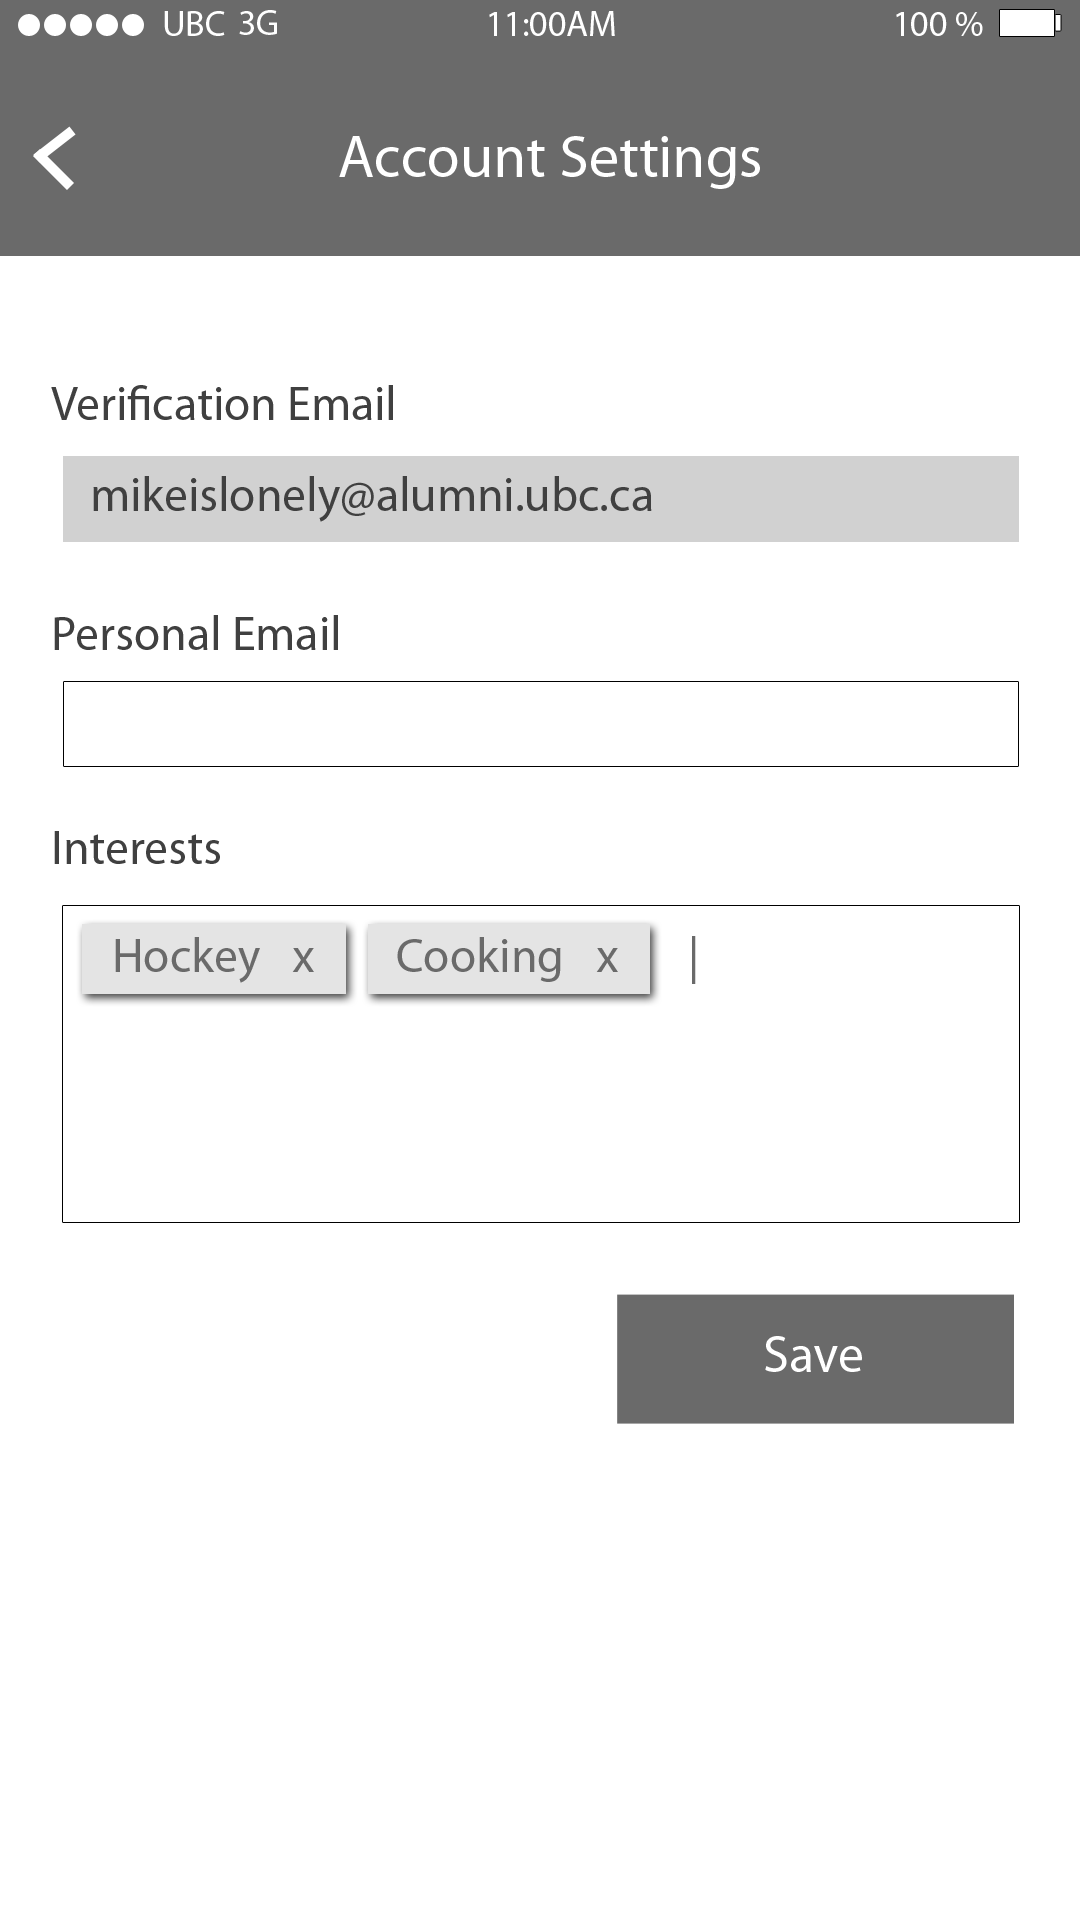 UBC 3G 11:00AM 100 %
Account Settings
Verification Email
mikeislonely@alumni.ubc.ca
Personal Email
Interests
Hockey x Cooking x
Save